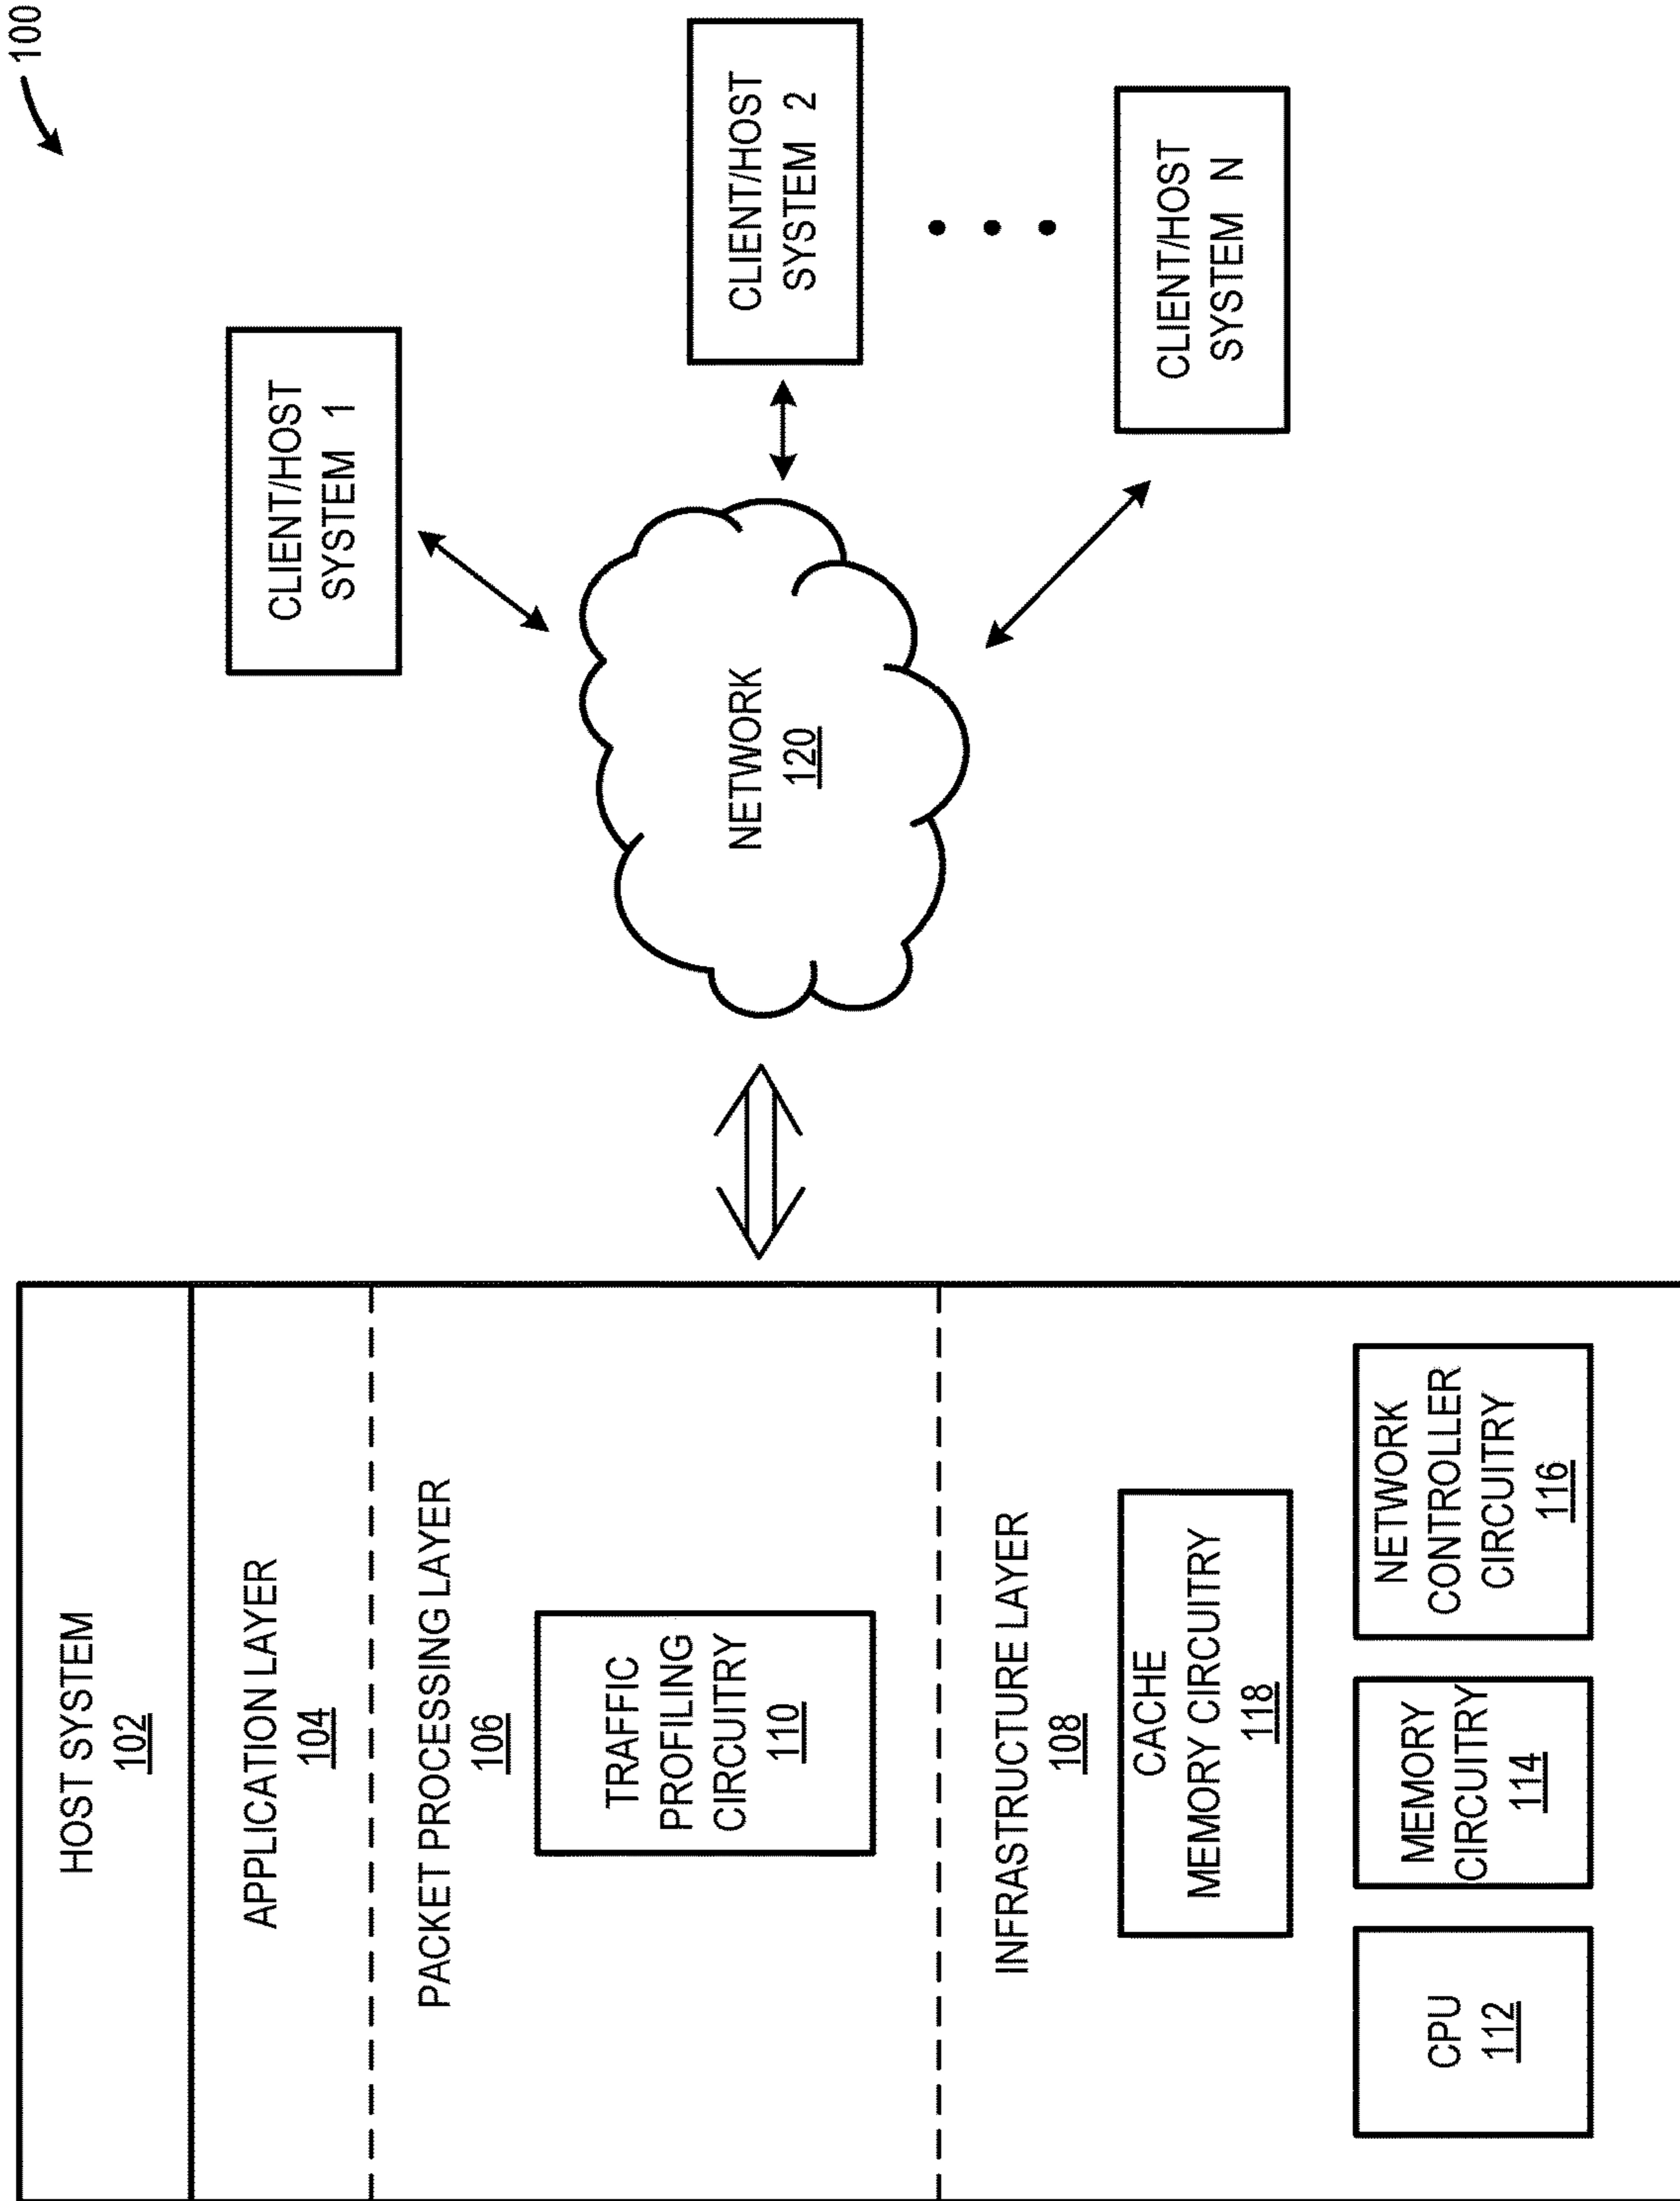 100
HOST SYSTEM
102
APPLICATION LAYER
104
PACKET PROCESSING LAYER
106
TRAFFIC
PROFILING
CIRCUITRY
110
INFRASTRUCTURE LAYER
108
CACHE
MEMORY CIRCUITRY
118
CPU
112
MEMORY
CIRCUITRY
114
NETWORK
CONTROLLER
CIRCUITRY
116
NETWORK
120
CLIENT/HOST
SYSTEM 1
CLIENT/HOST
SYSTEM 2
CLIENT/HOST
SYSTEM N